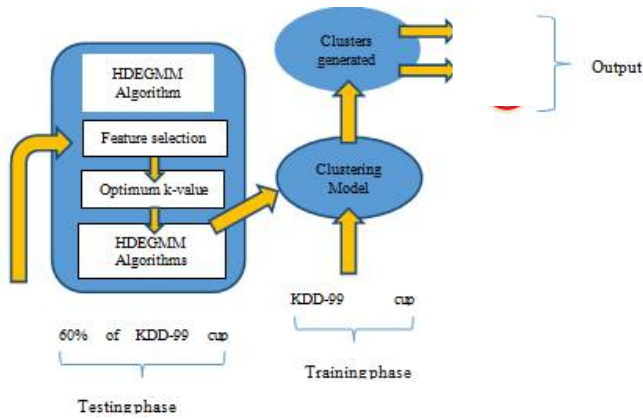 HDEGMM
Algorithm
Feature selection
Optimum k-value
HDEGMM
Algorithms
60% of KDD-99 cup
Testing phase
Clusters
generated
Clustering
Model
KDD-99 cup
Training phase
Output